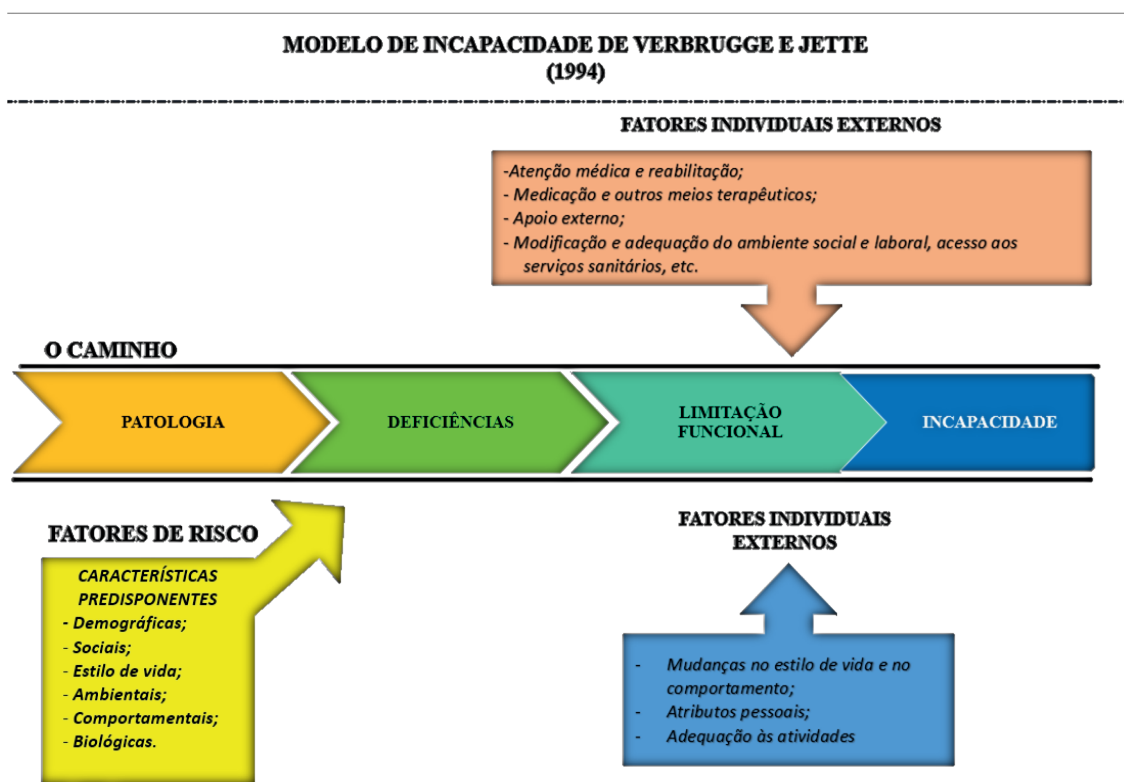 MODELO DE INCAPACIDADE DE VERBRUGGE E JETTE
(1994)
FATORES INDIVIDUAIS EXTERNOS
-Atenção médica e reabilitação;
- Medicação e outros meios terapêuticos;
- Apoio externo;
- Modificação e adequação do ambiente social e laboral, acesso aos
serviços sanitários, etc.
O CAMINHO
PATOLOGIA
DEFICIÊNCIAS
LIMITAÇÃO
FUNCIONAL
INCAPACIDADE
FATORES DE RISCO
CARACTERÍSTICAS
PREDISPONENTES
- Demográficas;
- Sociais;
- Estilo de vida;
- Ambientais;
- Comportamentais;
- Biológicas.
FATORES INDIVIDUAIS
EXTERNOS
- Mudanças no estilo de vida e no
comportamento;
- Atributos pessoais;
- Adequação às atividades